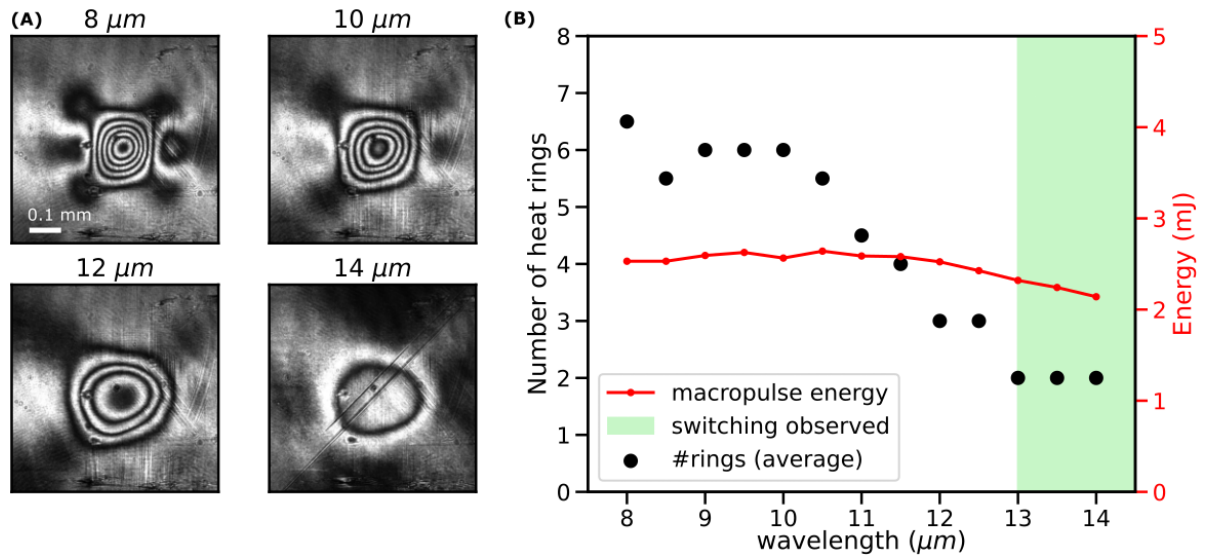 (A)
8 μm
10 μm
0.1 mm
12 μm
14 μm
(B)
8
7
6
5
4
3
2
1
0
Number of heat rings
5
4
3
2
1
0
Energy (mJ)
macropulse energy
switching observed
#rings (average)
8 9 10 11 12 13 14
wavelength (μm)